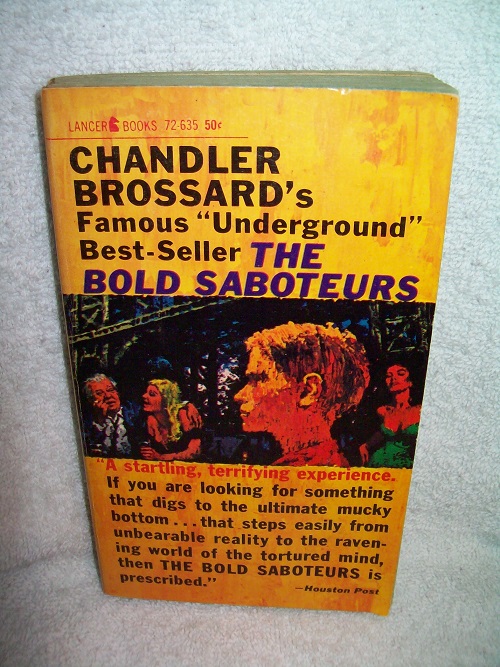 LANCER BOOKS 72-635 50¢
CHANDLER
BROSSARD's
Famous "Underground"
Best-Seller THE
BOLD SABOTEURS
"A startling, terrifying experience.
If you are looking for something
that digs to the ultimate mucky
bottom...that steps easily from
unbearable reality to the raven-
ing world of the tortured mind,
then THE BOLD SABOTEURS is
prescribed."
—Houston Post